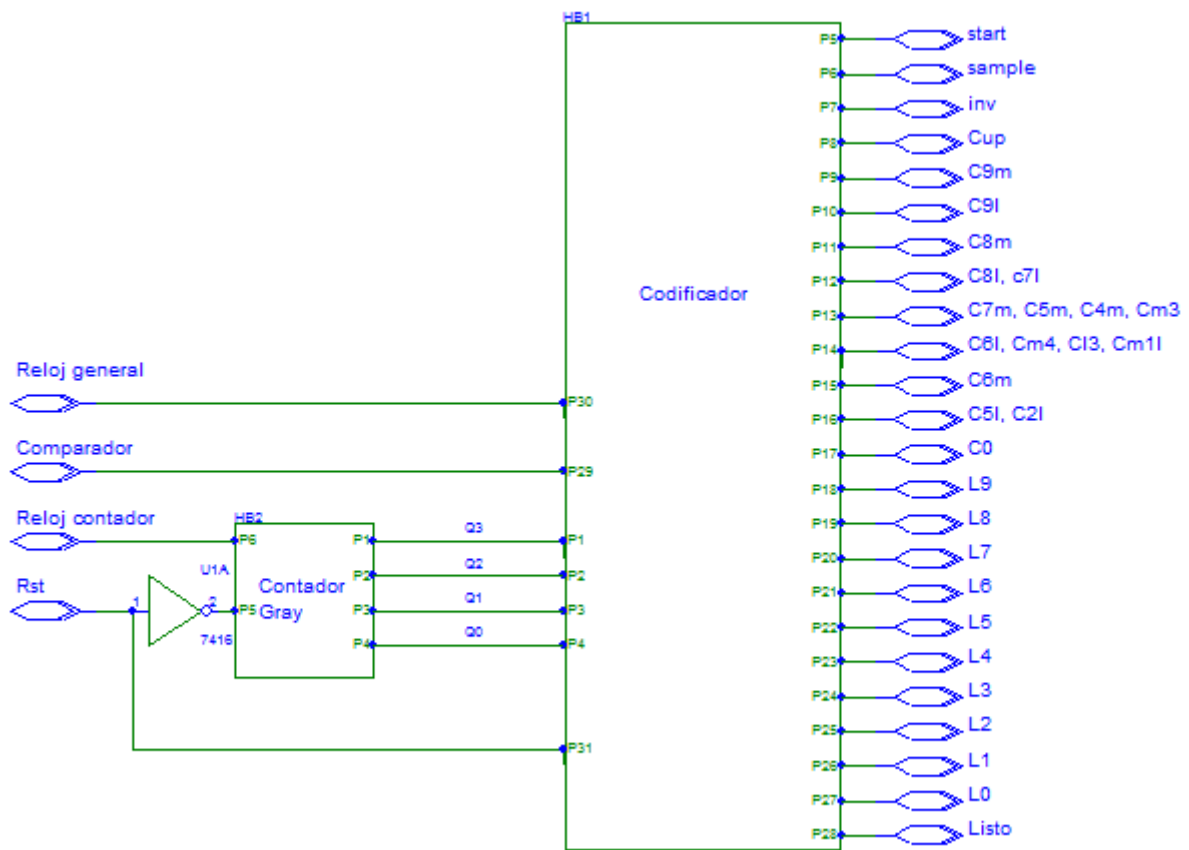 HB1
P5 start
P6 sample
P7 inv
P8 Cup
P9 C9m
P10 C9l
P11 C8m
P12 C8l, c7l
Codificador
P13 C7m, C5m, C4m, Cm3
P14 C6l, Cm4, Cl3, Cm1l
Reloj general
P30
P15 C6m
P16 C5l, C2l
Comparador
P29
P17 C0
P18 L9
Reloj contador
HB2
P6
P1
Q3
P1
P19 L8
P20 L7
U1A
P2
Q2
P2
Contador
Gray
Rst
1
2
P5
7416
P3
Q1
P3
P21 L6
P22 L5
P4
Q0
P4
P23 L4
P24 L3
P25 L2
P31
P26 L1
P27 L0
P28 Listo